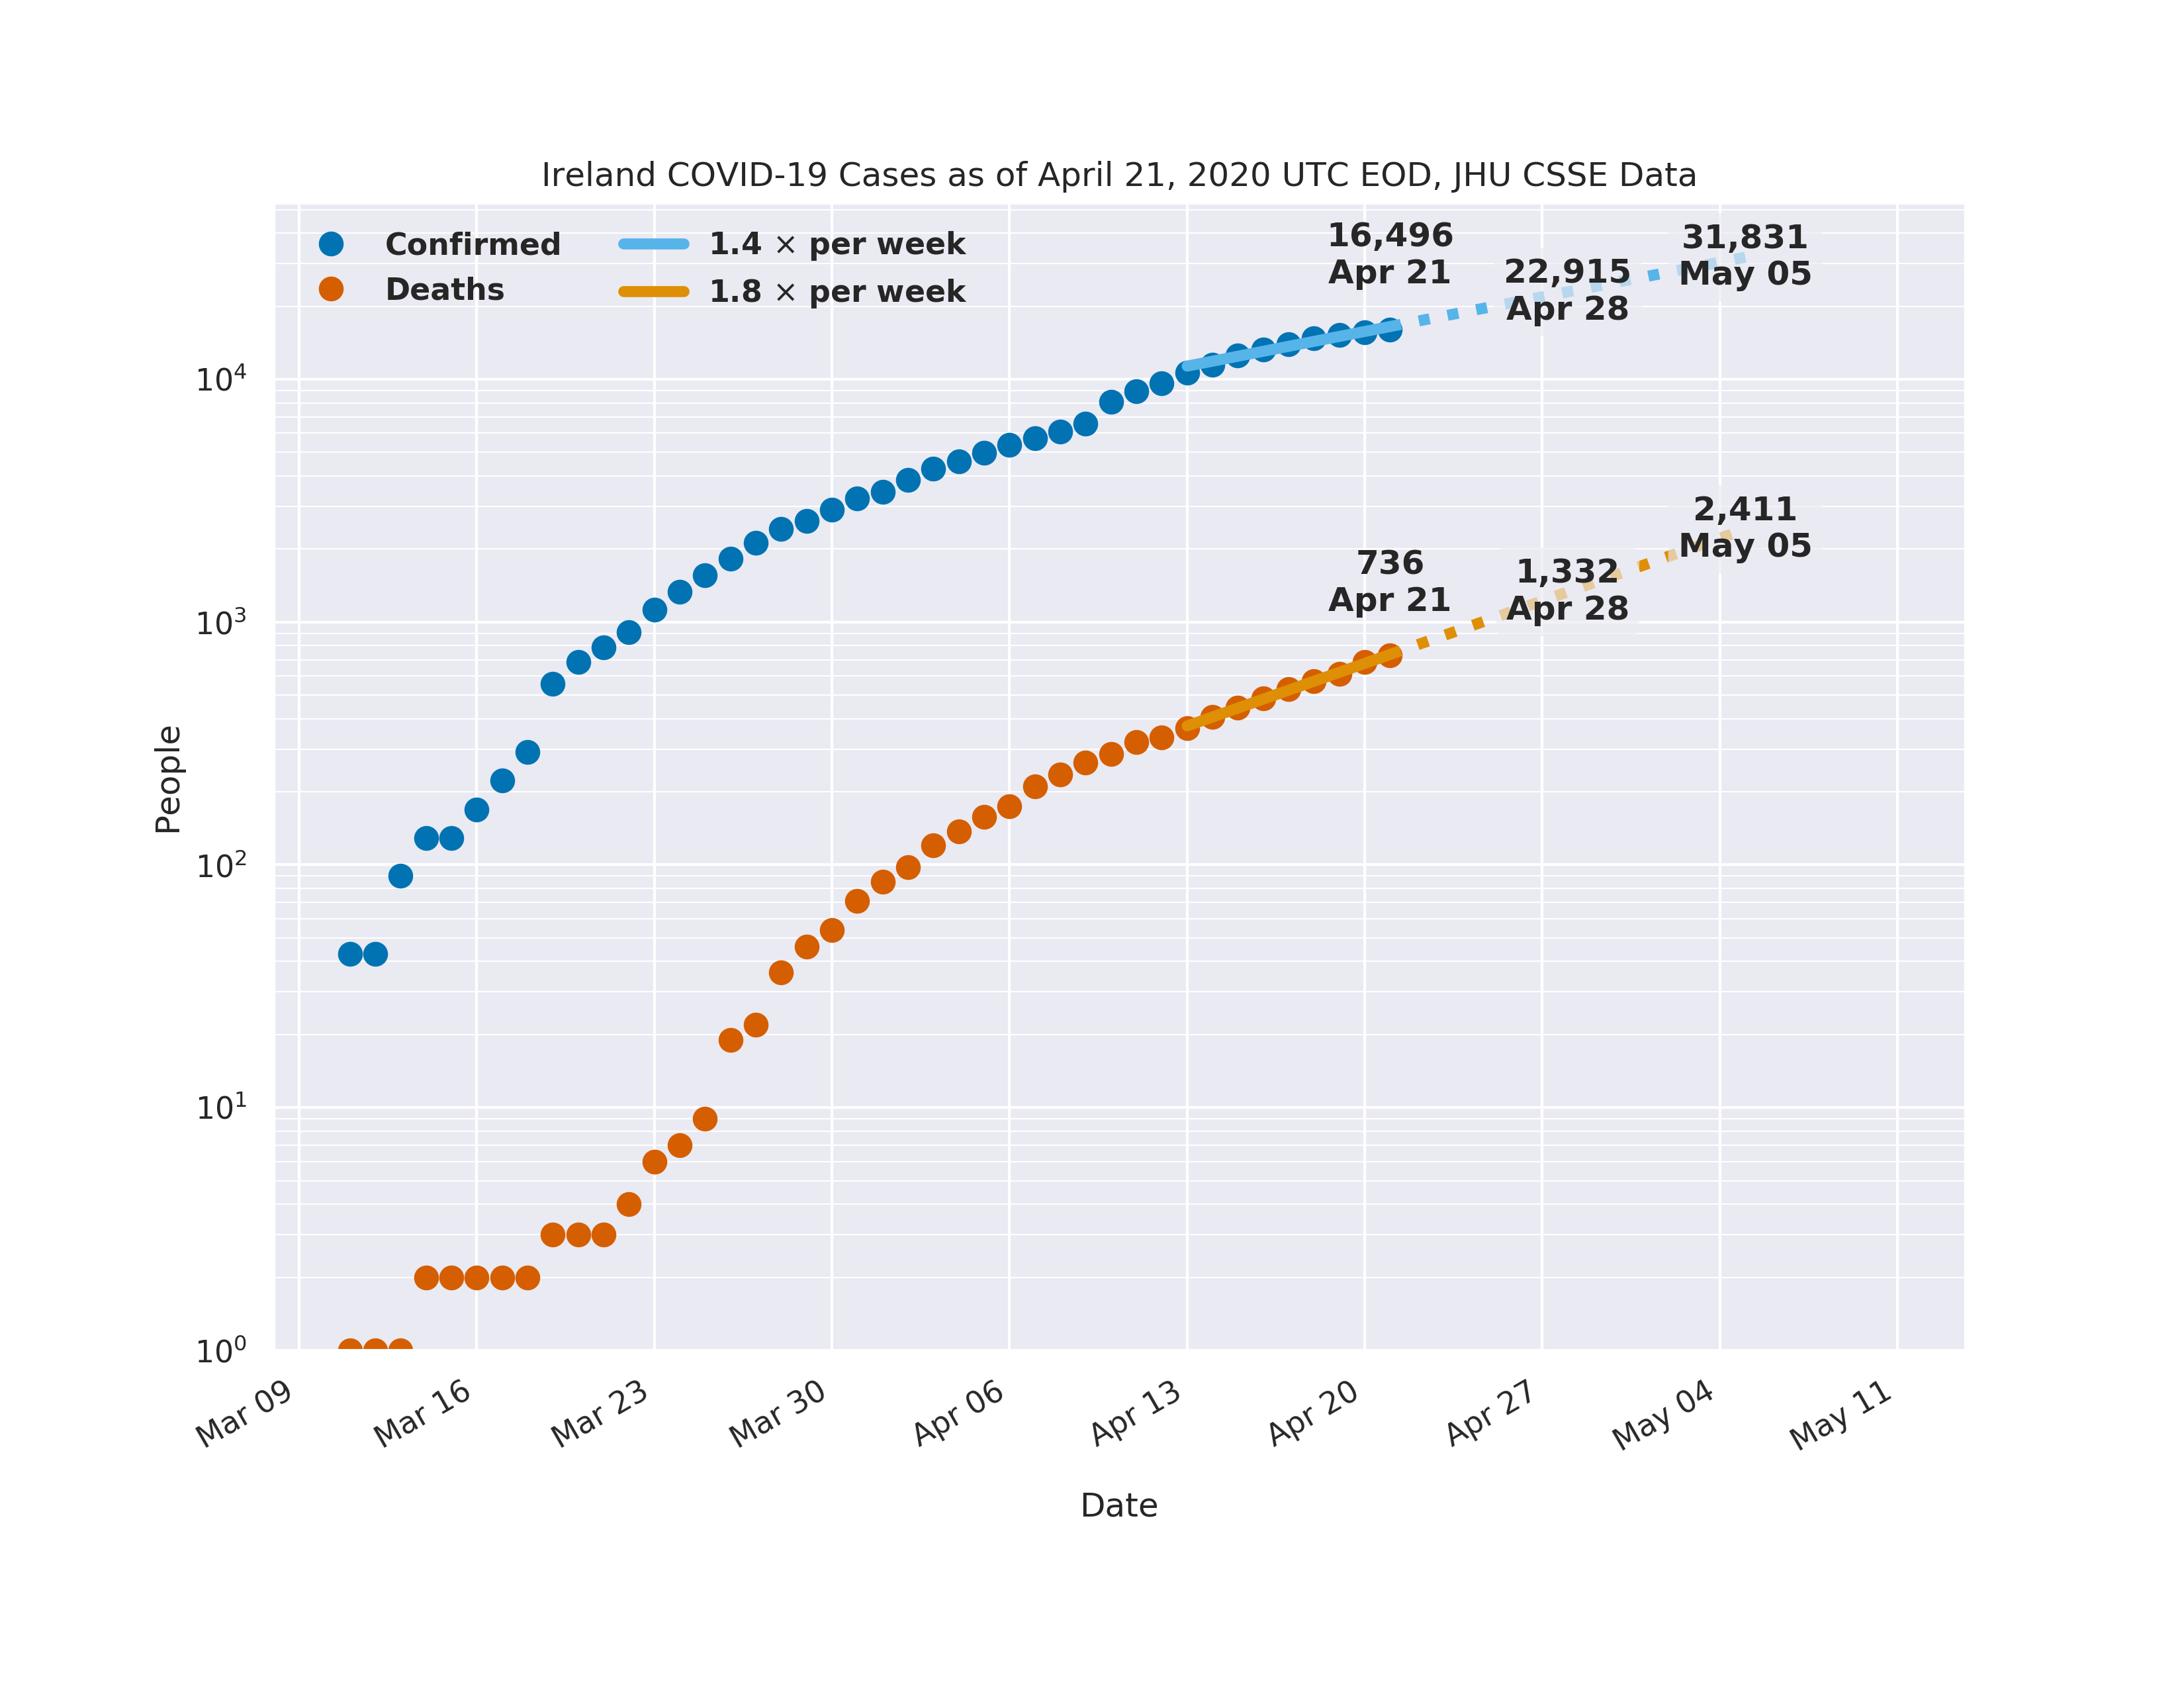 Ireland COVID-19 Cases as of April 21, 2020 UTC EOD, JHU CSSE Data
Confirmed
Deaths
1.4 × per week
1.8 × per week
16,496
Apr 21
22,915
Apr 28
31,831
May 05
736
Apr 21
1,332
Apr 28
2,411
May 05
People
10⁴
10³
10²
10¹
10⁰
Mar 09
Mar 16
Mar 23
Mar 30
Apr 06
Apr 13
Apr 20
Apr 27
May 04
May 11
Date